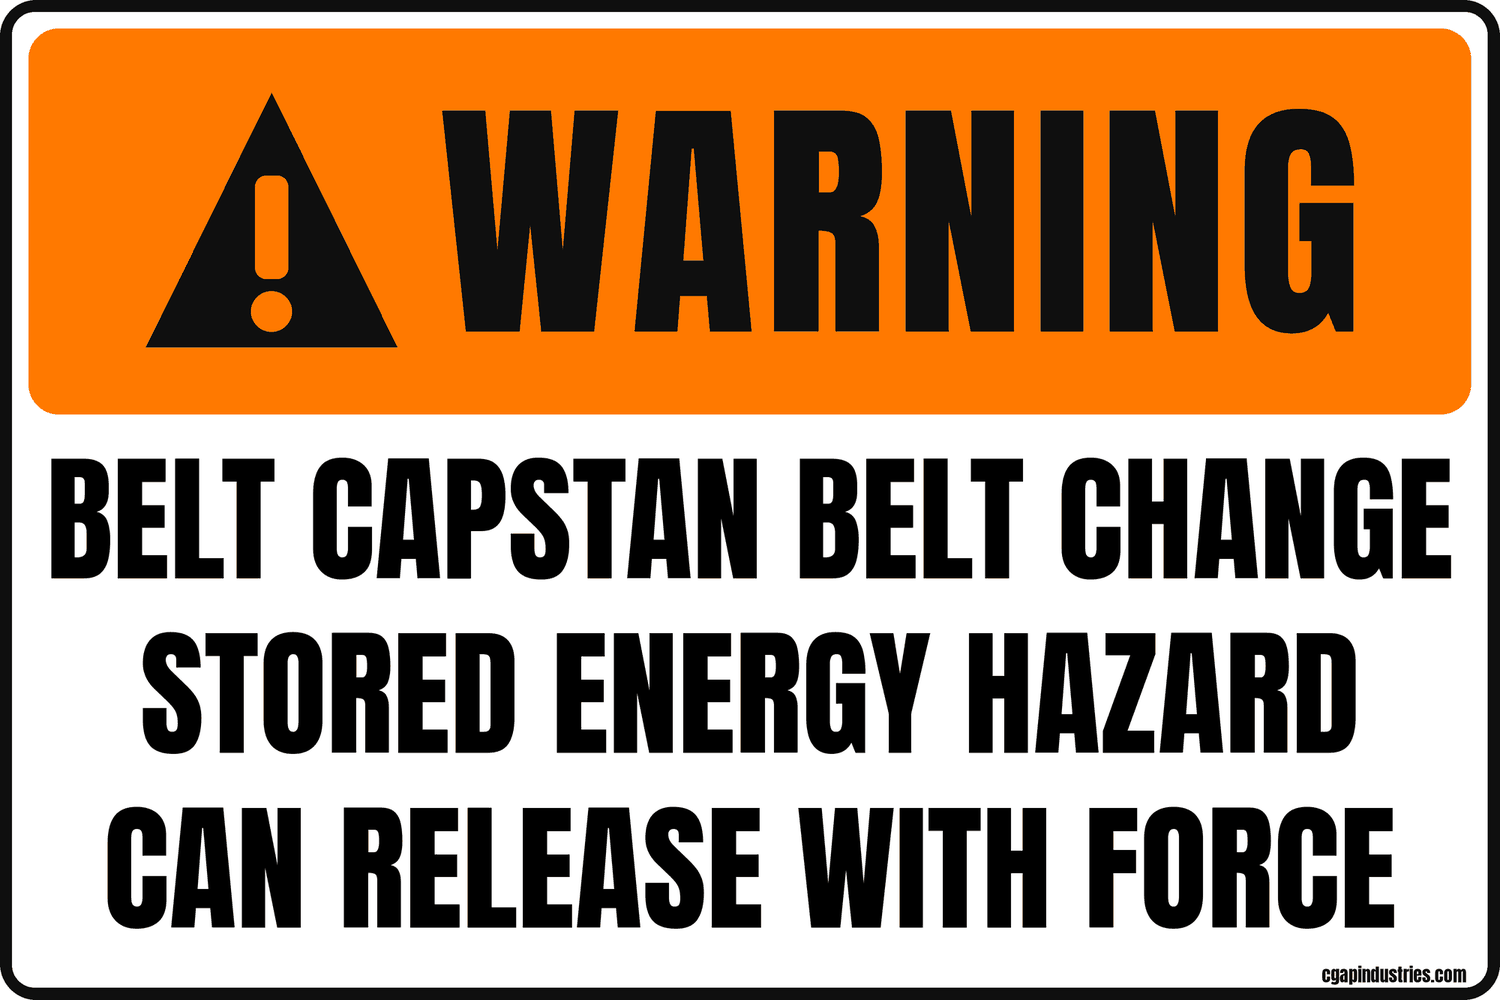 WARNING
BELT CAPSTAN BELT CHANGE
STORED ENERGY HAZARD
CAN RELEASE WITH FORCE
cgapindustries.com